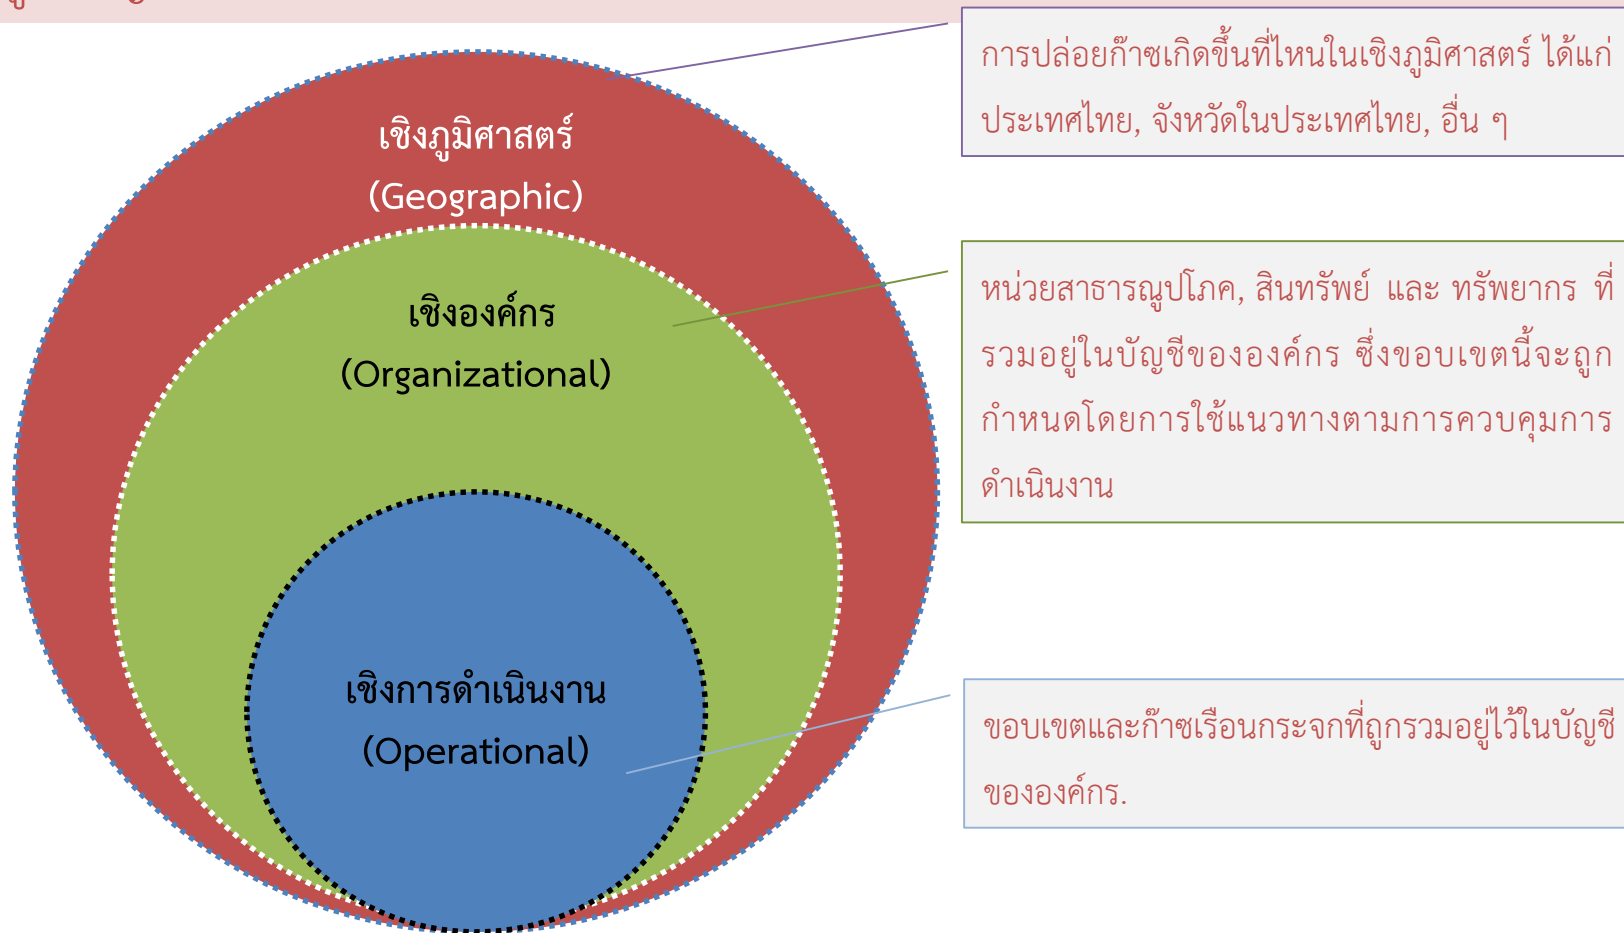 เชิงภูมิศาสตร์
(Geographic)
เชิงองค์กร
(Organizational)
เชิงการดำเนินงาน
(Operational)
การปล่อยก๊าซเกิดขึ้นที่ไหนในเชิงภูมิศาสตร์ ได้แก่
ประเทศไทย, จังหวัดในประเทศไทย, อื่น ๆ
หน่วยสาธารณูปโภค, สินทรัพย์ และ ทรัพยากร ที่
รวมอยู่ในบัญชีขององค์กร ซึ่งขอบเขตนี้จะถูก
กำหนดโดยการใช้แนวทางตามการควบคุมการ
ดำเนินงาน
ขอบเขตและก๊าซเรือนกระจกที่ถูกรวมอยู่ไว้ในบัญชี
ขององค์กร.